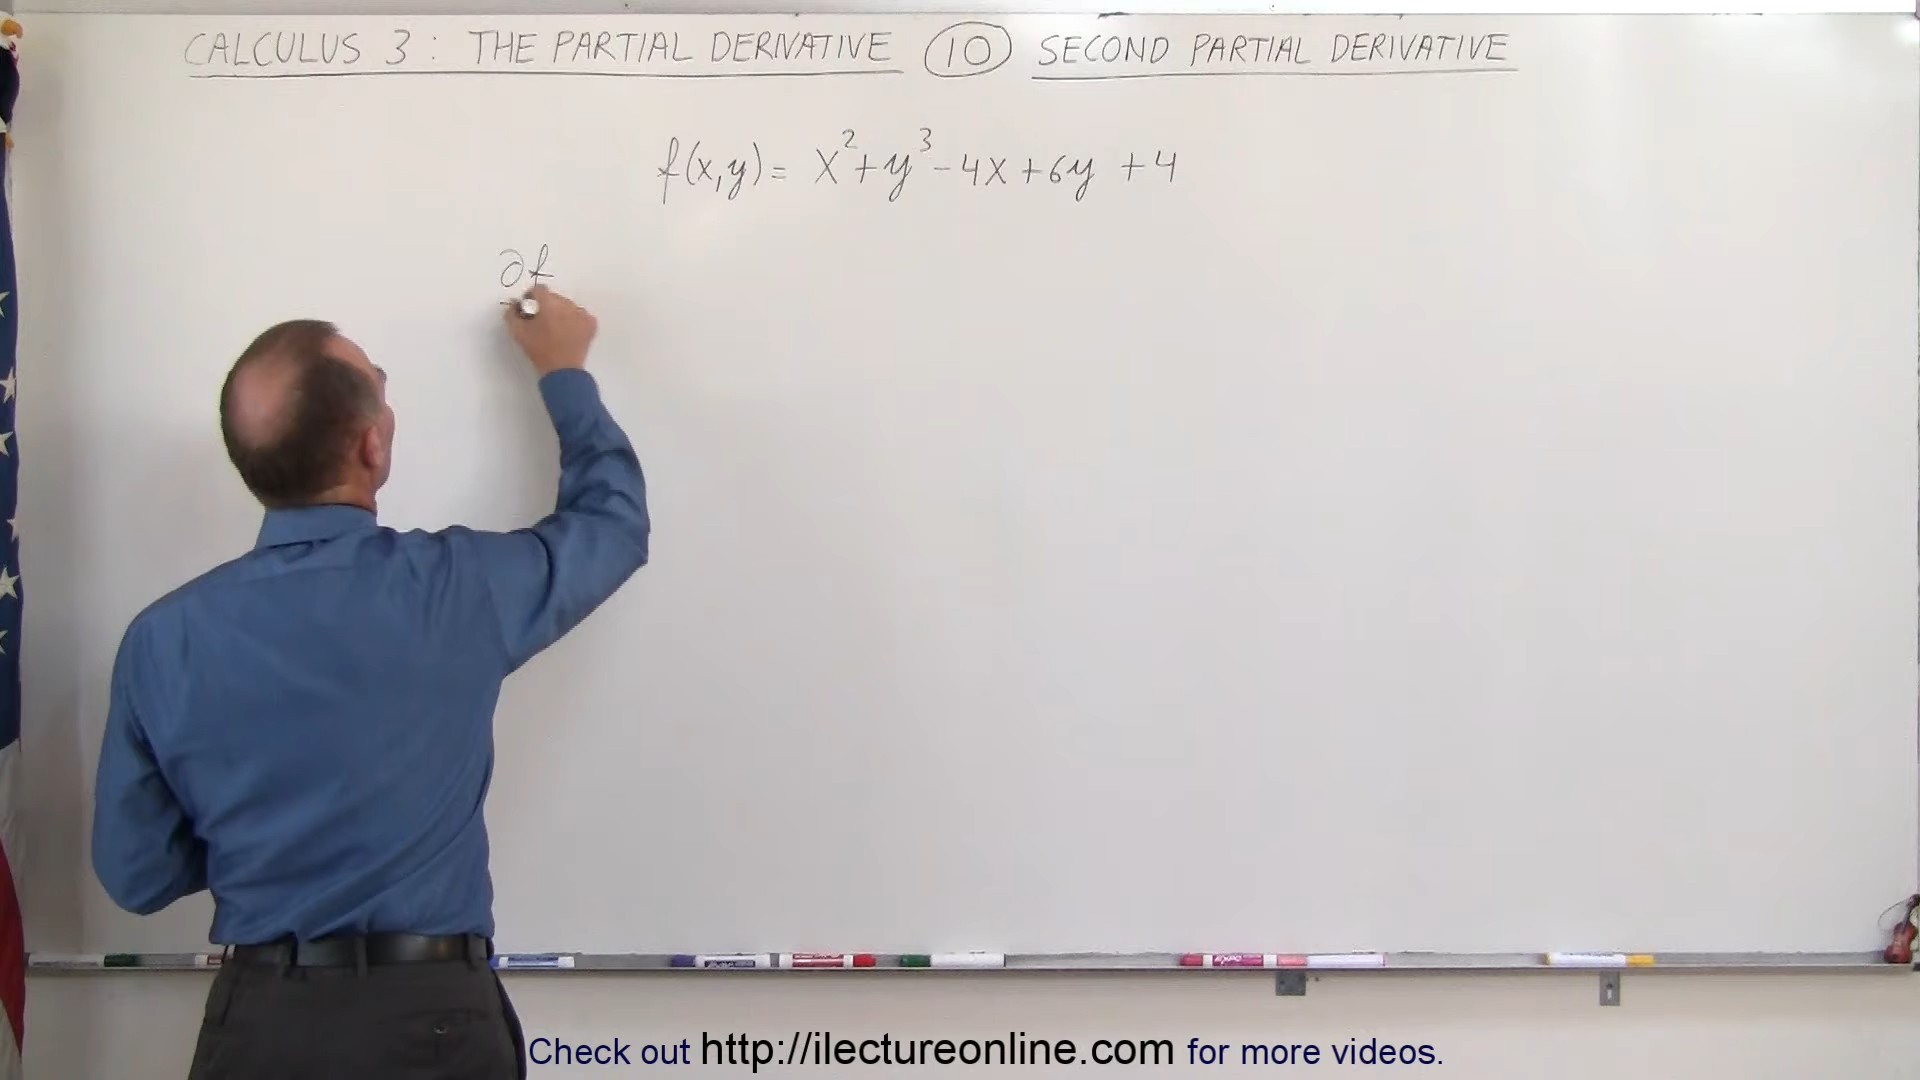 CALCULUS 3 : THE PARTIAL DERIVATIVE 10 SECOND PARTIAL DERIVATIVE
f(x,y) = x² + y³ - 4x + 6y + 4
∂f
Check out http://ilectureonline.com for more videos.